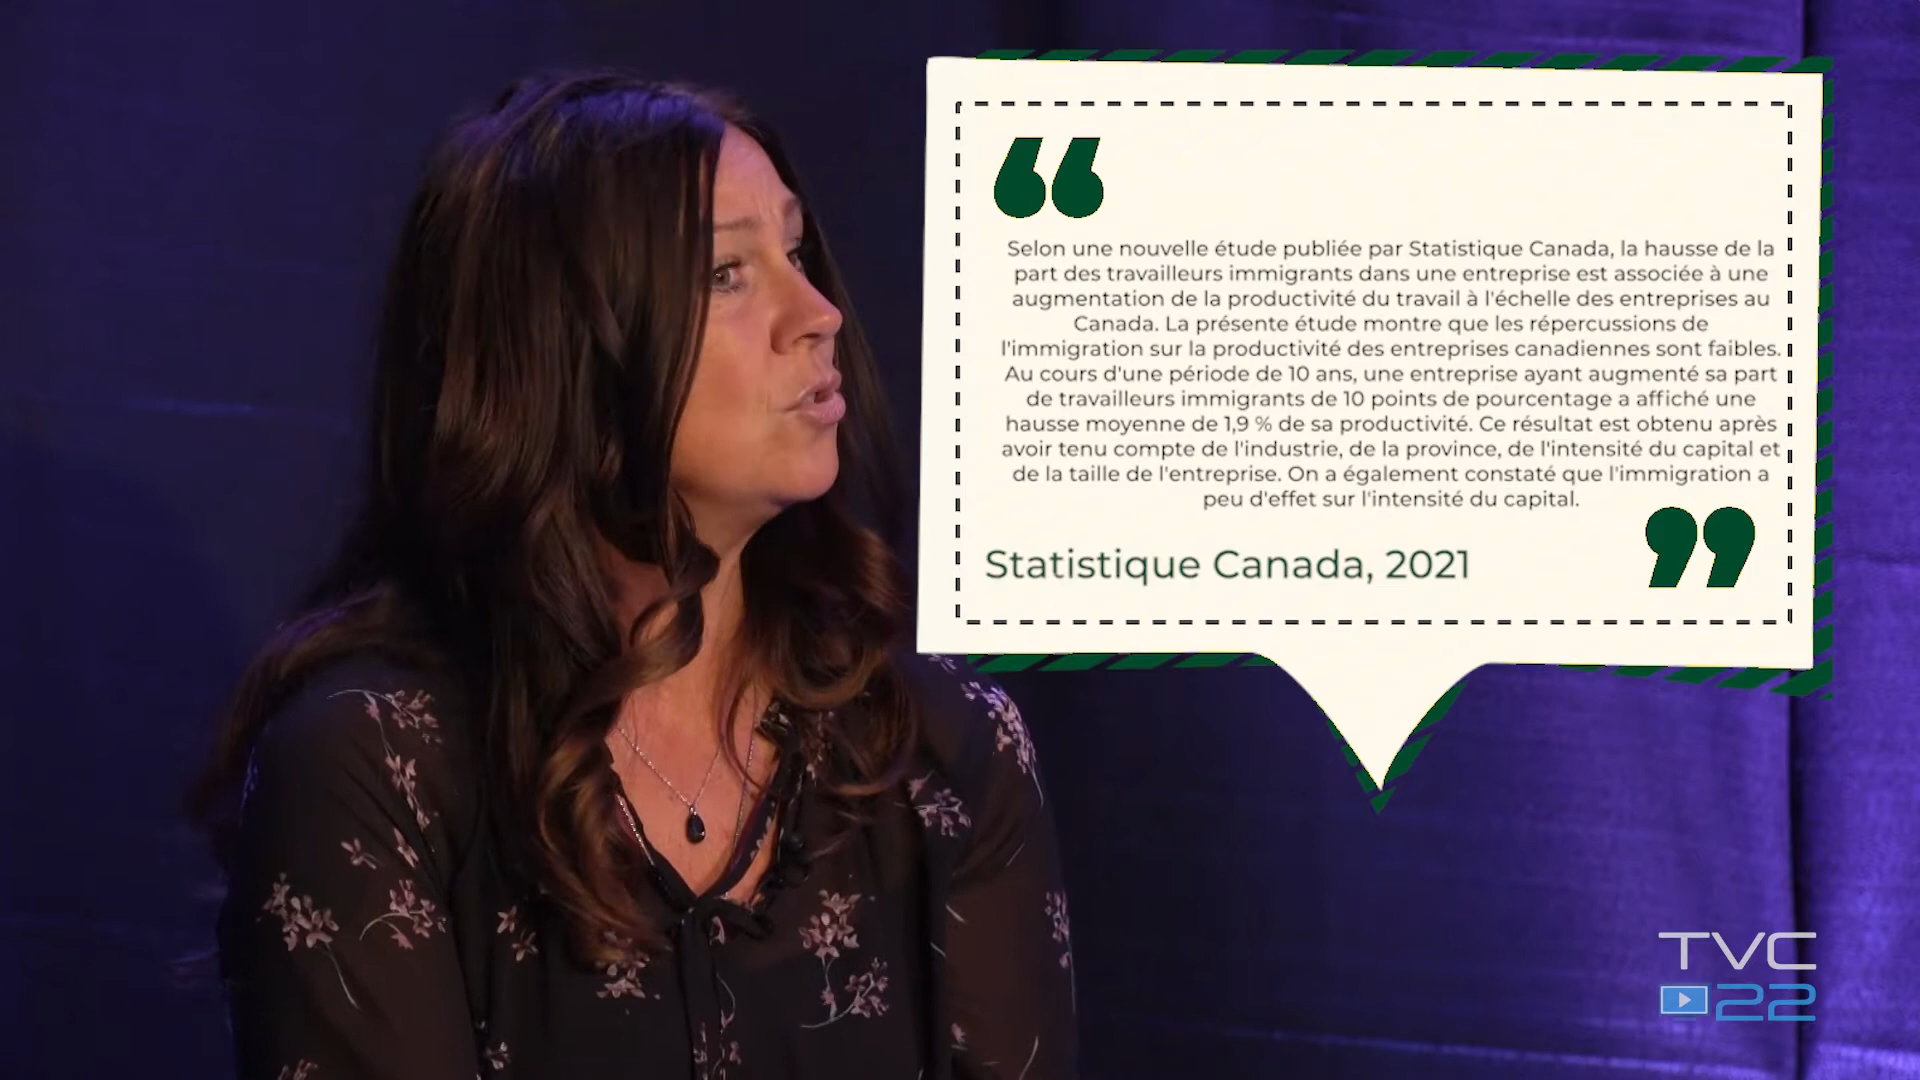 Selon une nouvelle étude publiée par Statistique Canada, la hausse de la
part des travailleurs immigrants dans une entreprise est associée à une
augmentation de la productivité du travail à l'échelle des entreprises au
Canada. La présente étude montre que les répercussions de
l'immigration sur la productivité des entreprises canadiennes sont faibles.
Au cours d'une période de 10 ans, une entreprise ayant augmenté sa part
de travailleurs immigrants de 10 points de pourcentage a affiché une
hausse moyenne de 1,9 % de sa productivité. Ce résultat est obtenu après
avoir tenu compte de l'industrie, de la province, de l'intensité du capital et
de la taille de l'entreprise. On a également constaté que l'immigration a
peu d'effet sur l'intensité du capital.
Statistique Canada, 2021
TVC
22